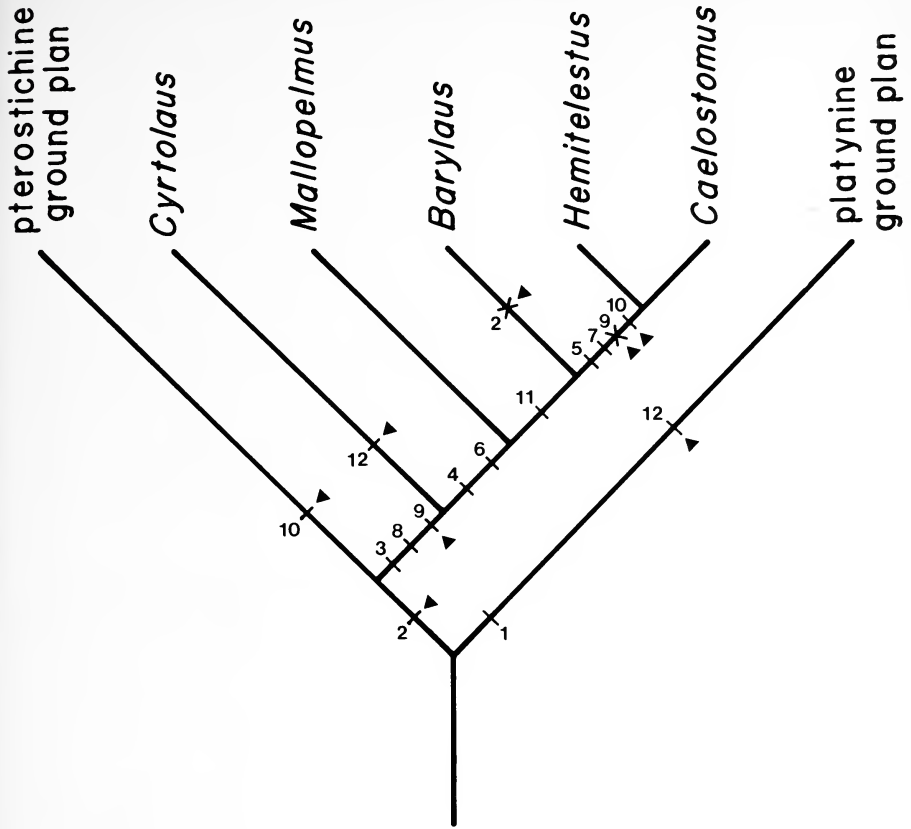 pterostichine
ground plan
Cyrtolaus
Mallopelmus
Barylaus
Hemitelestus
Caelostomus
platynine
ground plan
10
2
9
7
5
11
12
6
12
4
9
10
8
3
2
1